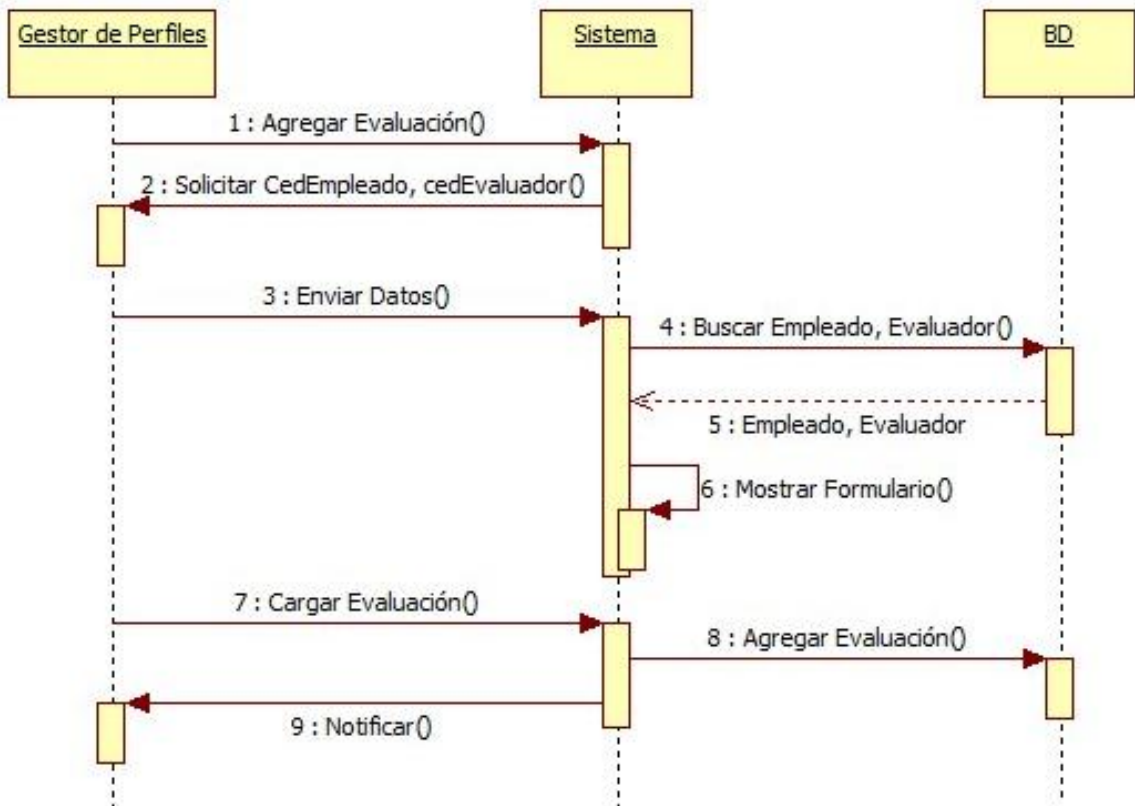 Gestor de Perfiles
Sistema
BD
1 : Agregar Evaluación()
2 : Solicitar CedEmpleado, cedEvaluador()
3 : Enviar Datos()
4 : Buscar Empleado, Evaluador()
5 : Empleado, Evaluador
6 : Mostrar Formulario()
7 : Cargar Evaluación()
8 : Agregar Evaluación()
9 : Notificar()